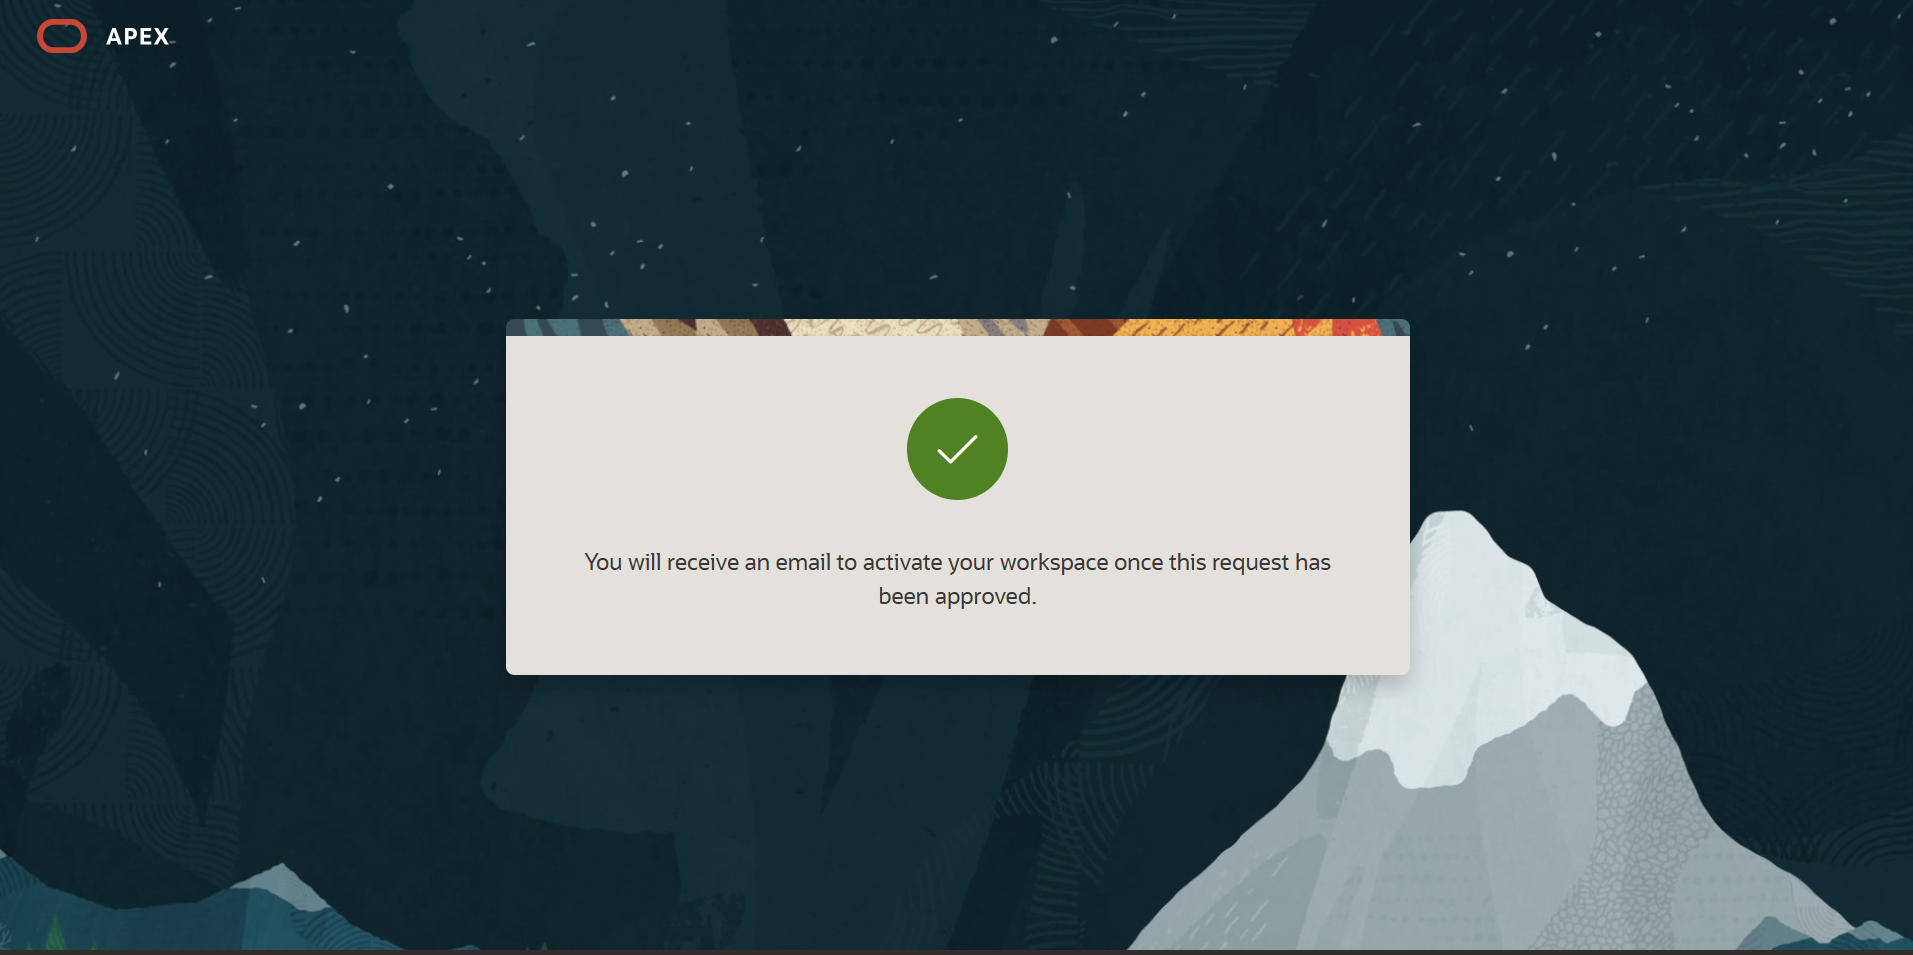 APEX
You will receive an email to activate your workspace once this request has
been approved.